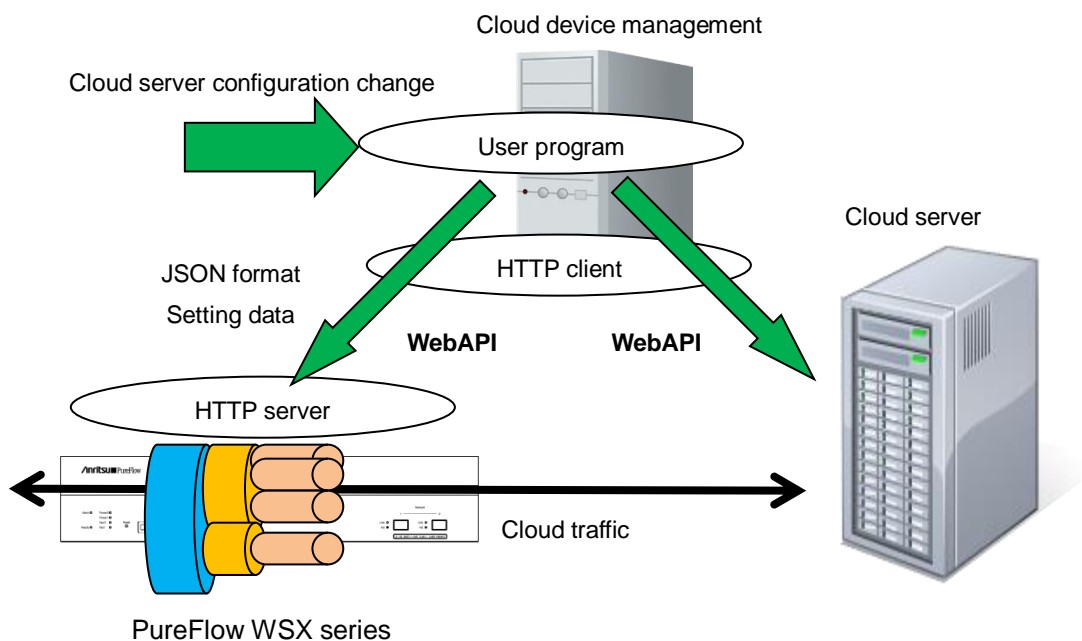 Cloud device management
Cloud server configuration change
User program
Cloud server
HTTP client
JSON format
Setting data
WebAPI WebAPI
HTTP server
Anritsu PureFlow
Cloud traffic
PureFlow WSX series